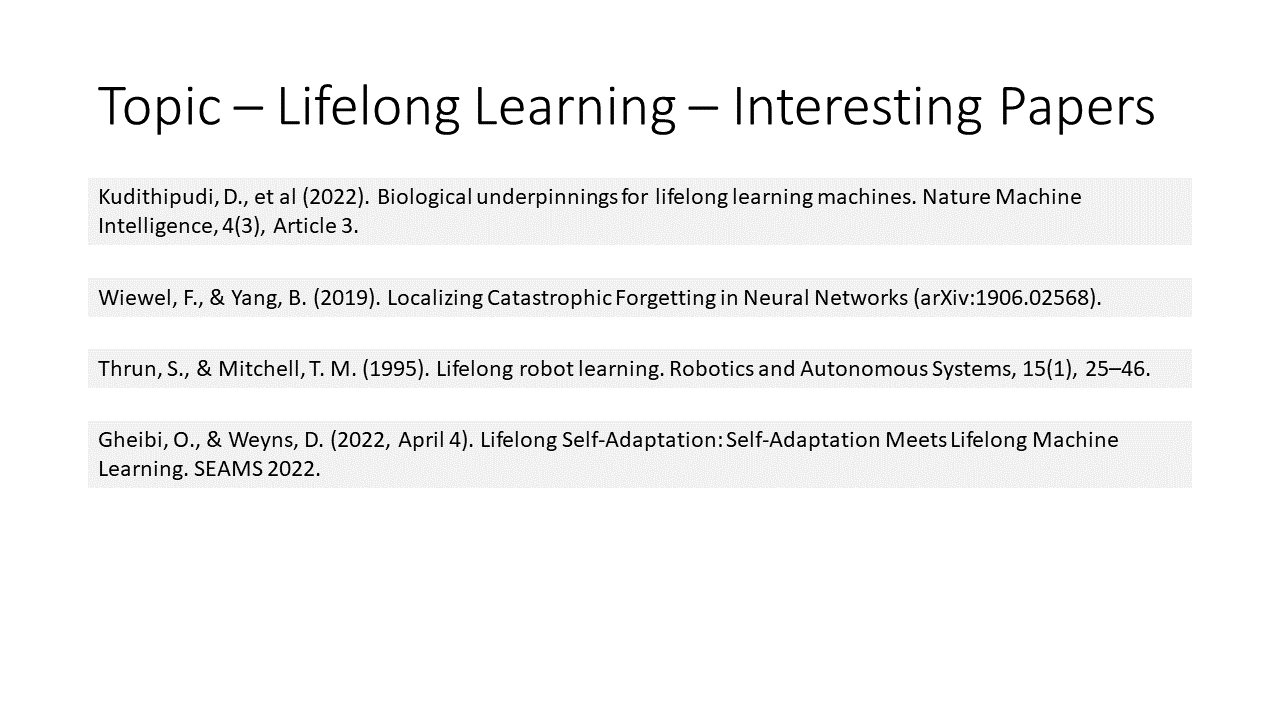 Topic – Lifelong Learning – Interesting Papers
Kudithipudi, D., et al (2022). Biological underpinnings for lifelong learning machines. Nature Machine
Intelligence, 4(3), Article 3.
Wiewel, F., & Yang, B. (2019). Localizing Catastrophic Forgetting in Neural Networks (arXiv:1906.02568).
Thrun, S., & Mitchell, T. M. (1995). Lifelong robot learning. Robotics and Autonomous Systems, 15(1), 25–46.
Gheibi, O., & Weyns, D. (2022, April 4). Lifelong Self-Adaptation: Self-Adaptation Meets Lifelong Machine
Learning. SEAMS 2022.